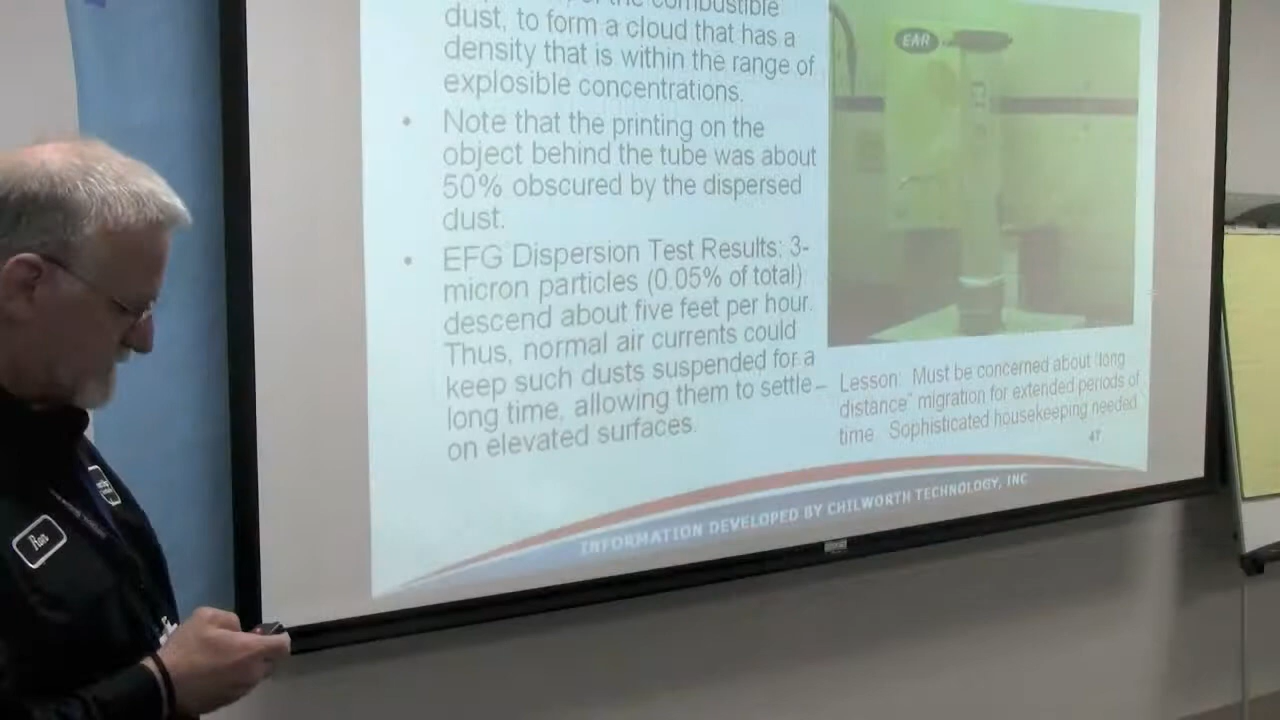 the combustible
dust, to form a cloud that has a
density that is within the range of
explosible concentrations.
• Note that the printing on the
object behind the tube was about
50% obscured by the dispersed
dust.
• EFG Dispersion Test Results: 3-
micron particles (0.05% of total)
descend about five feet per hour.
Thus, normal air currents could
keep such dusts suspended for a
long time, allowing them to settle
on elevated surfaces.
EAR
Lesson: Must be concerned about "long
distance" migration for extended periods of
time. Sophisticated housekeeping needed
47
INFORMATION DEVELOPED BY CHILWORTH TECHNOLOGY, INC
Ron